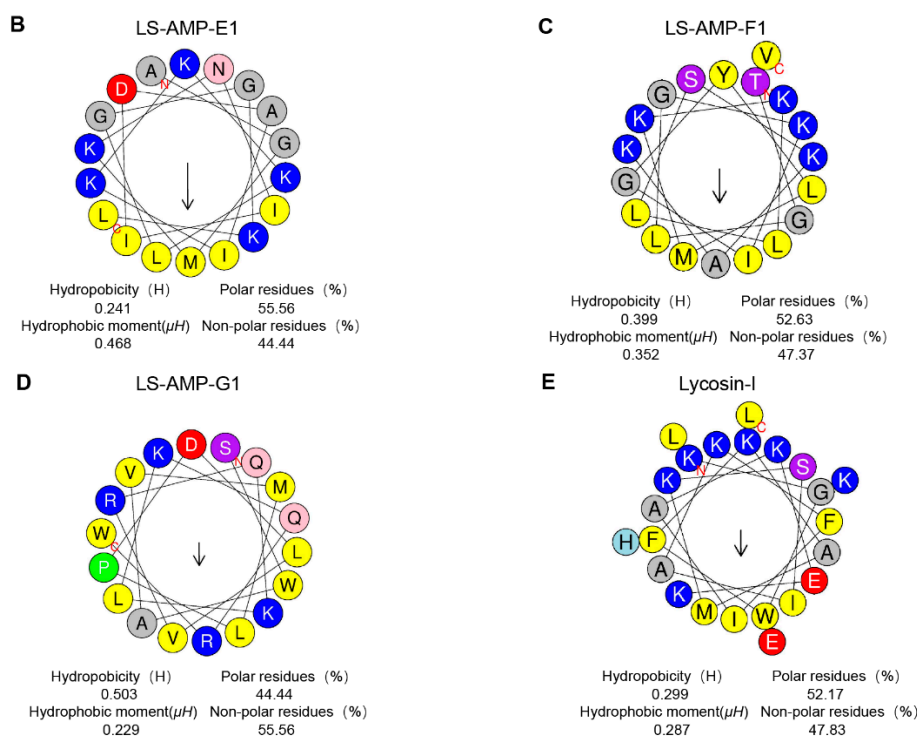 B
LS-AMP-E1
K N G A G K I K I M L I L K K G D A
N
C
Hydropobicity (H) Polar residues (%)
0.241 55.56
Hydrophobic moment(μH) Non-polar residues (%)
0.468 44.44
C
LS-AMP-F1
V T K K K L G L I A M L L G K K G S Y
C
N
Hydropobicity (H) Polar residues (%)
0.399 52.63
Hydrophobic moment(μH) Non-polar residues (%)
0.352 47.37
D
LS-AMP-G1
D S Q M Q L W K L R V A L P W R V K
N
C
Hydropobicity (H) Polar residues (%)
0.503 44.44
Hydrophobic moment(μH) Non-polar residues (%)
0.229 55.56
E
Lycosin-I
L K K S G K F A E I W E I M K A F H A K K L K
C
N
Hydropobicity (H) Polar residues (%)
0.299 52.17
Hydrophobic moment(μH) Non-polar residues (%)
0.287 47.83